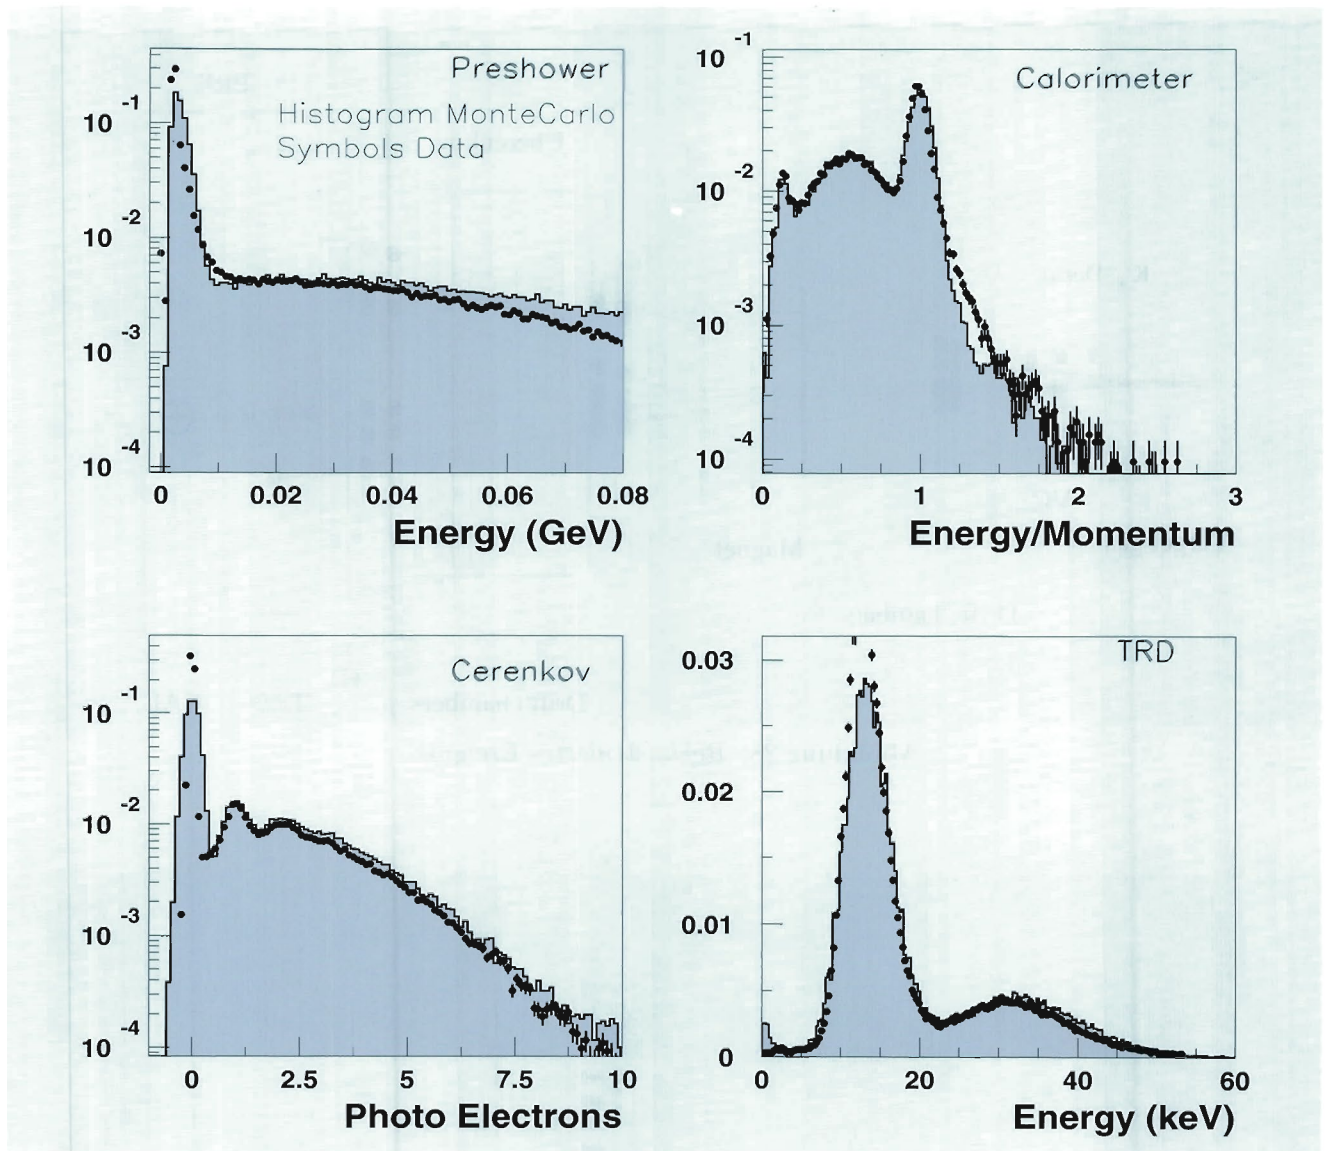 Preshower
Histogram MonteCarlo
Symbols Data
10 -1
10 -2
10 -3
10 -4
0 0.02 0.04 0.06 0.08
Energy (GeV)
Calorimeter
10 -1
10 -2
10 -3
10 -4
0 1 2 3
Energy/Momentum
Cerenkov
10 -1
10 -2
10 -3
10 -4
0 2.5 5 7.5 10
Photo Electrons
TRD
0.03
0.02
0.01
0
0 20 40 60
Energy (keV)